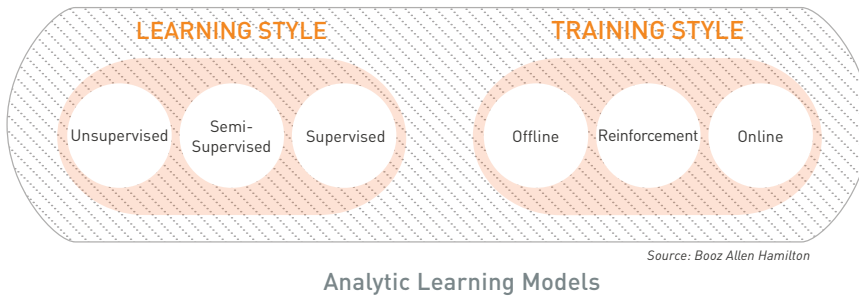 LEARNING STYLE
TRAINING STYLE
Unsupervised
Semi-
Supervised
Supervised
Offline
Reinforcement
Online
Source: Booz Allen Hamilton
Analytic Learning Models